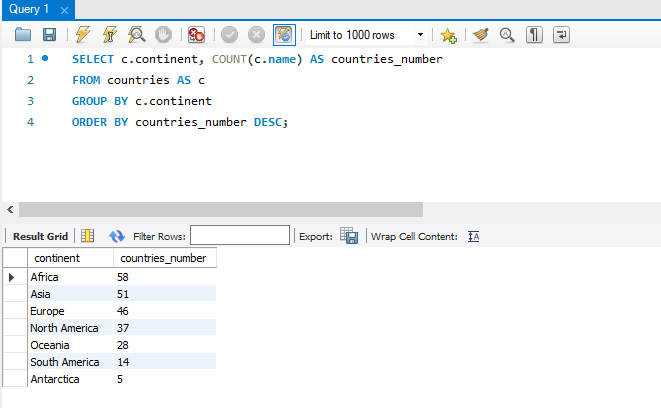 Query 1
Limit to 1000 rows
1 SELECT c.continent, COUNT(c.name) AS countries_number
2 FROM countries AS c
3 GROUP BY c.continent
4 ORDER BY countries_number DESC;
Result Grid Filter Rows: Export: Wrap Cell Content:
continent countries_number
Africa 58
Asia 51
Europe 46
North America 37
Oceania 28
South America 14
Antarctica 5